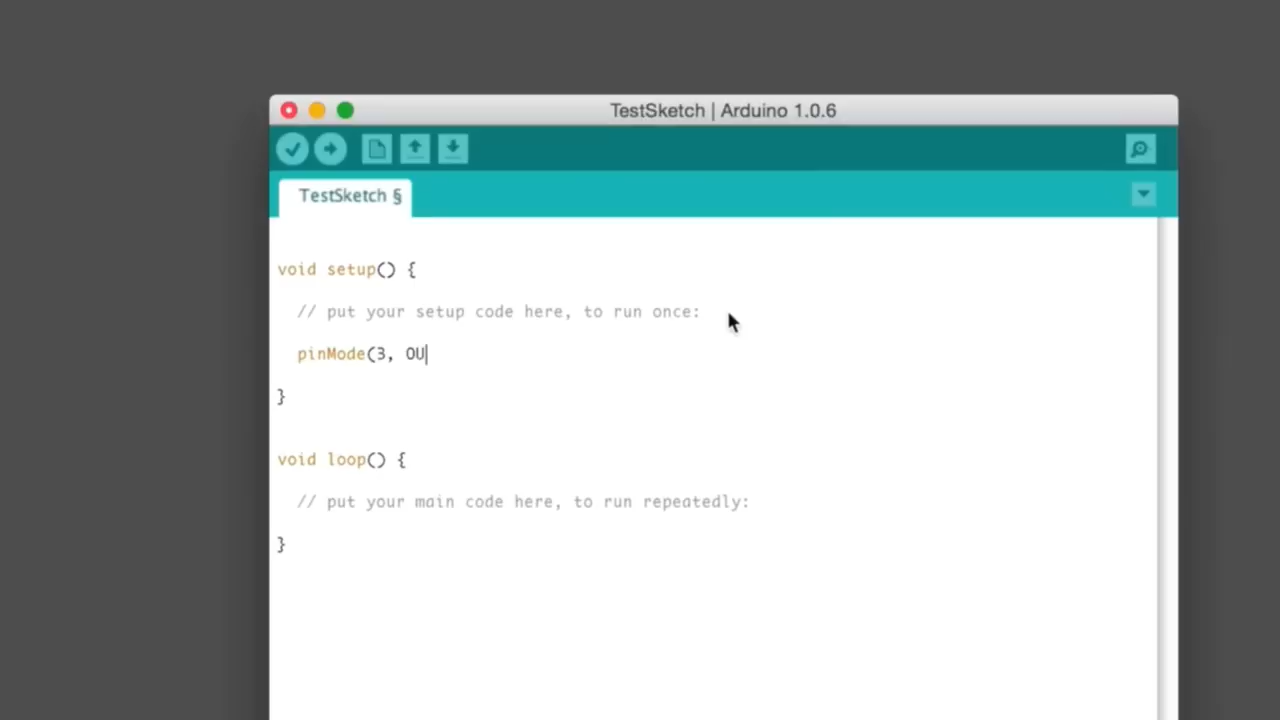 TestSketch | Arduino 1.0.6
TestSketch §
void setup() {
// put your setup code here, to run once:
pinMode(3, OU
}
void loop() {
// put your main code here, to run repeatedly:
}